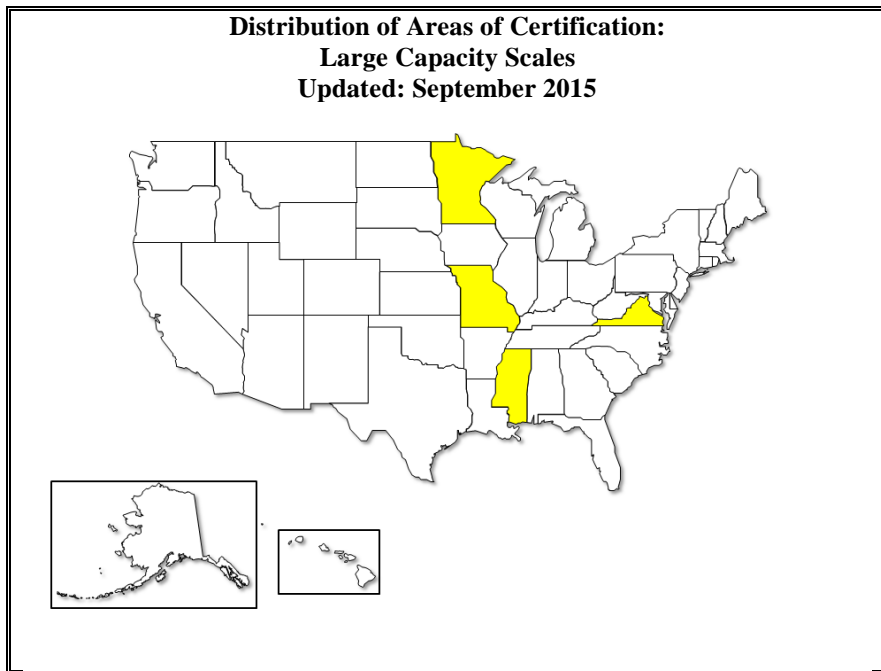 Distribution of Areas of Certification:
Large Capacity Scales
Updated: September 2015